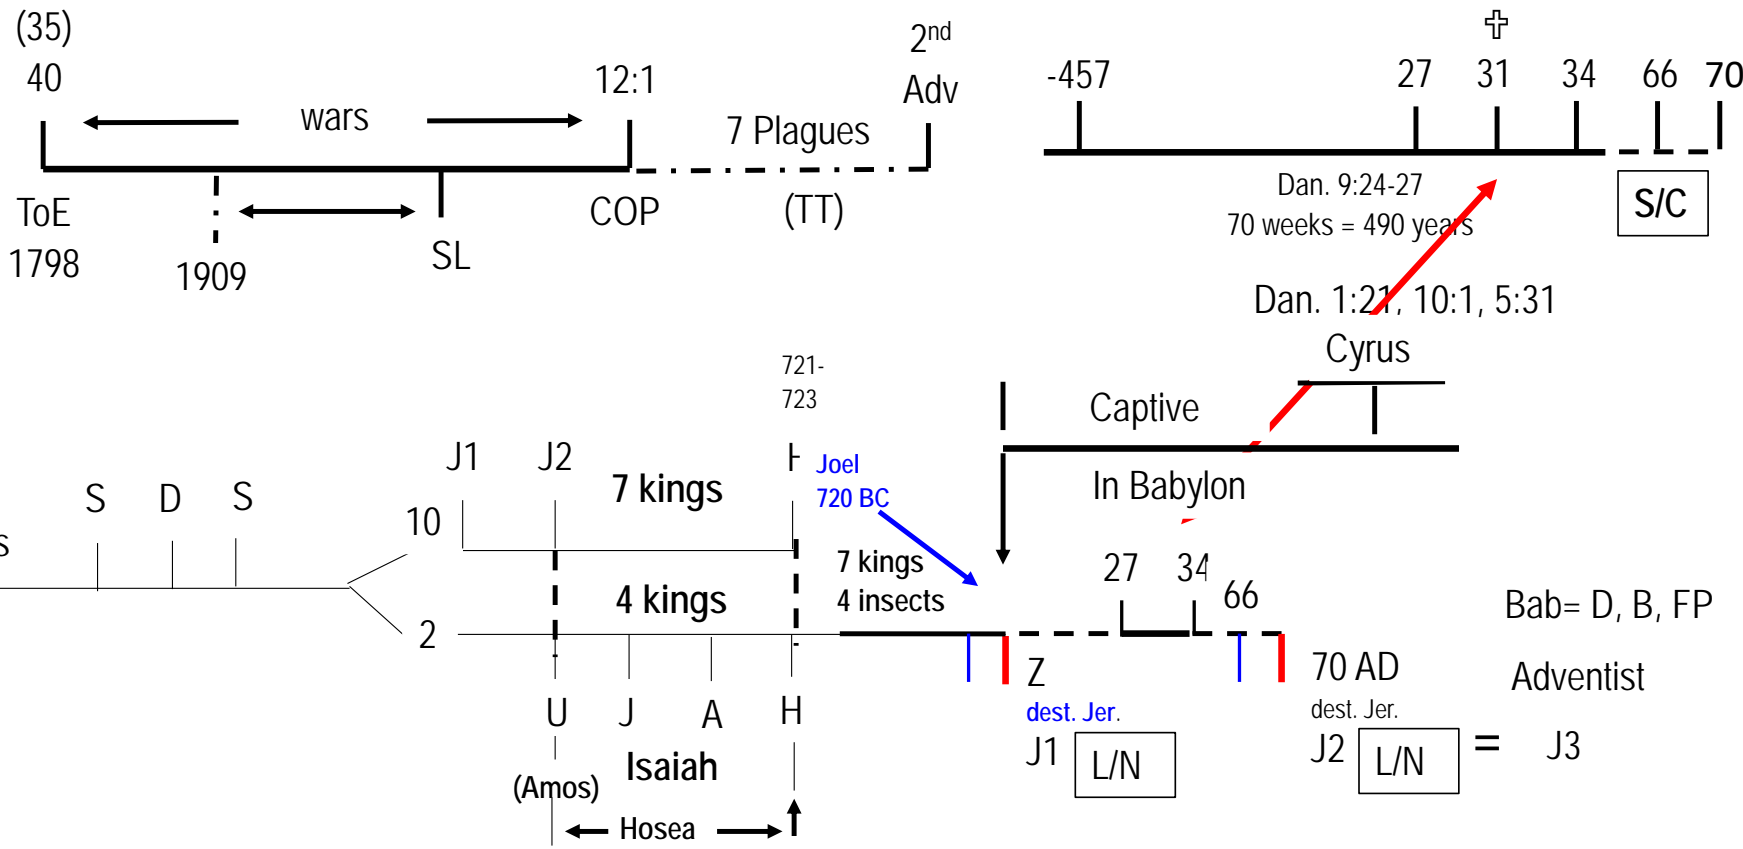 (35)
40
wars
12:1
7 Plagues
2nd
Adv
ToE
1798
1909
SL
COP
(TT)
-457
27
31
34
66
70
Dan. 9:24-27
70 weeks = 490 years
S/C
Dan. 1:21, 10:1, 5:31
Cyrus
Captive
In Babylon
721-
723
J1
J2
7 kings
H
Joel
720 BC
s
S
D
S
10
2
4 kings
7 kings
4 insects
27
34
66
U
J
A
H
(Amos)
Isaiah
Hosea
Z
dest. Jer.
J1
L/N
70 AD
dest. Jer.
J2
L/N
=
J3
Bab= D, B, FP
Adventist